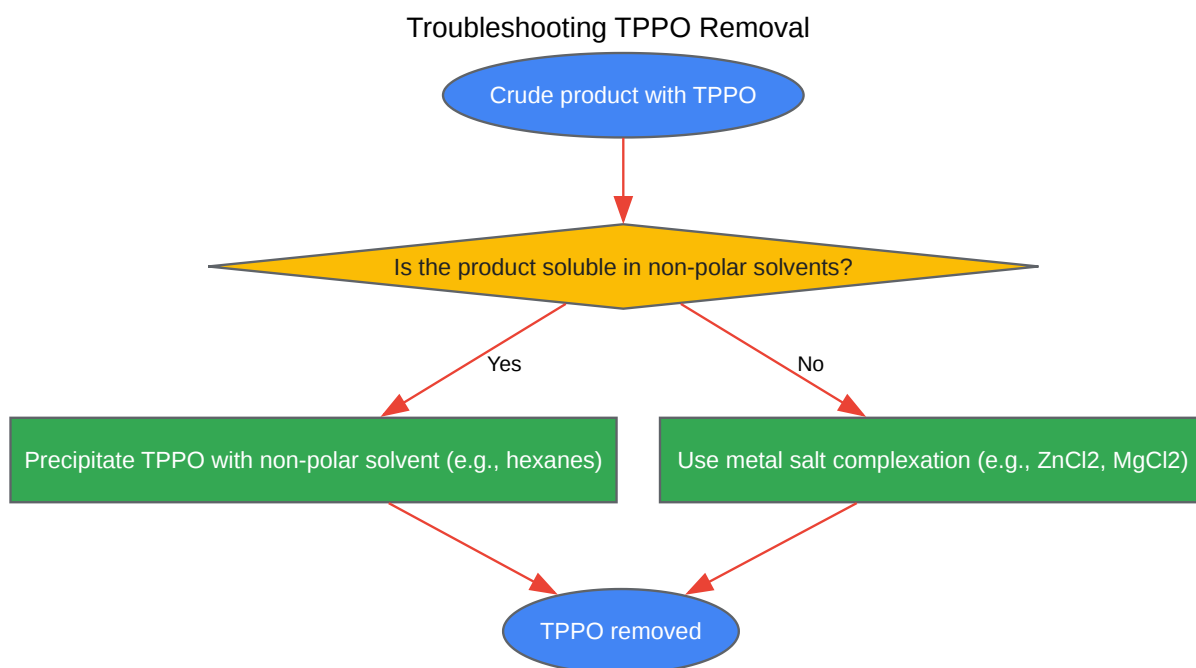 Troubleshooting TPPO Removal
Crude product with TPPO
Is the product soluble in non-polar solvents?
Yes
No
Precipitate TPPO with non-polar solvent (e.g., hexanes)
Use metal salt complexation (e.g., ZnCl2, MgCl2)
TPPO removed